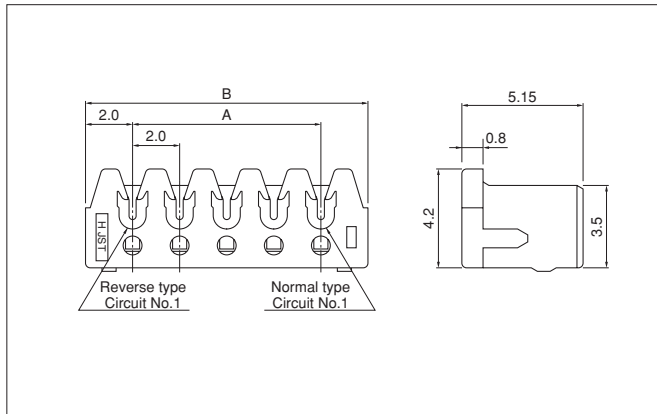 B
2.0
A
2.0
H JST
Reverse type
Circuit No.1
Normal type
Circuit No.1
5.15
0.8
4.2
3.5